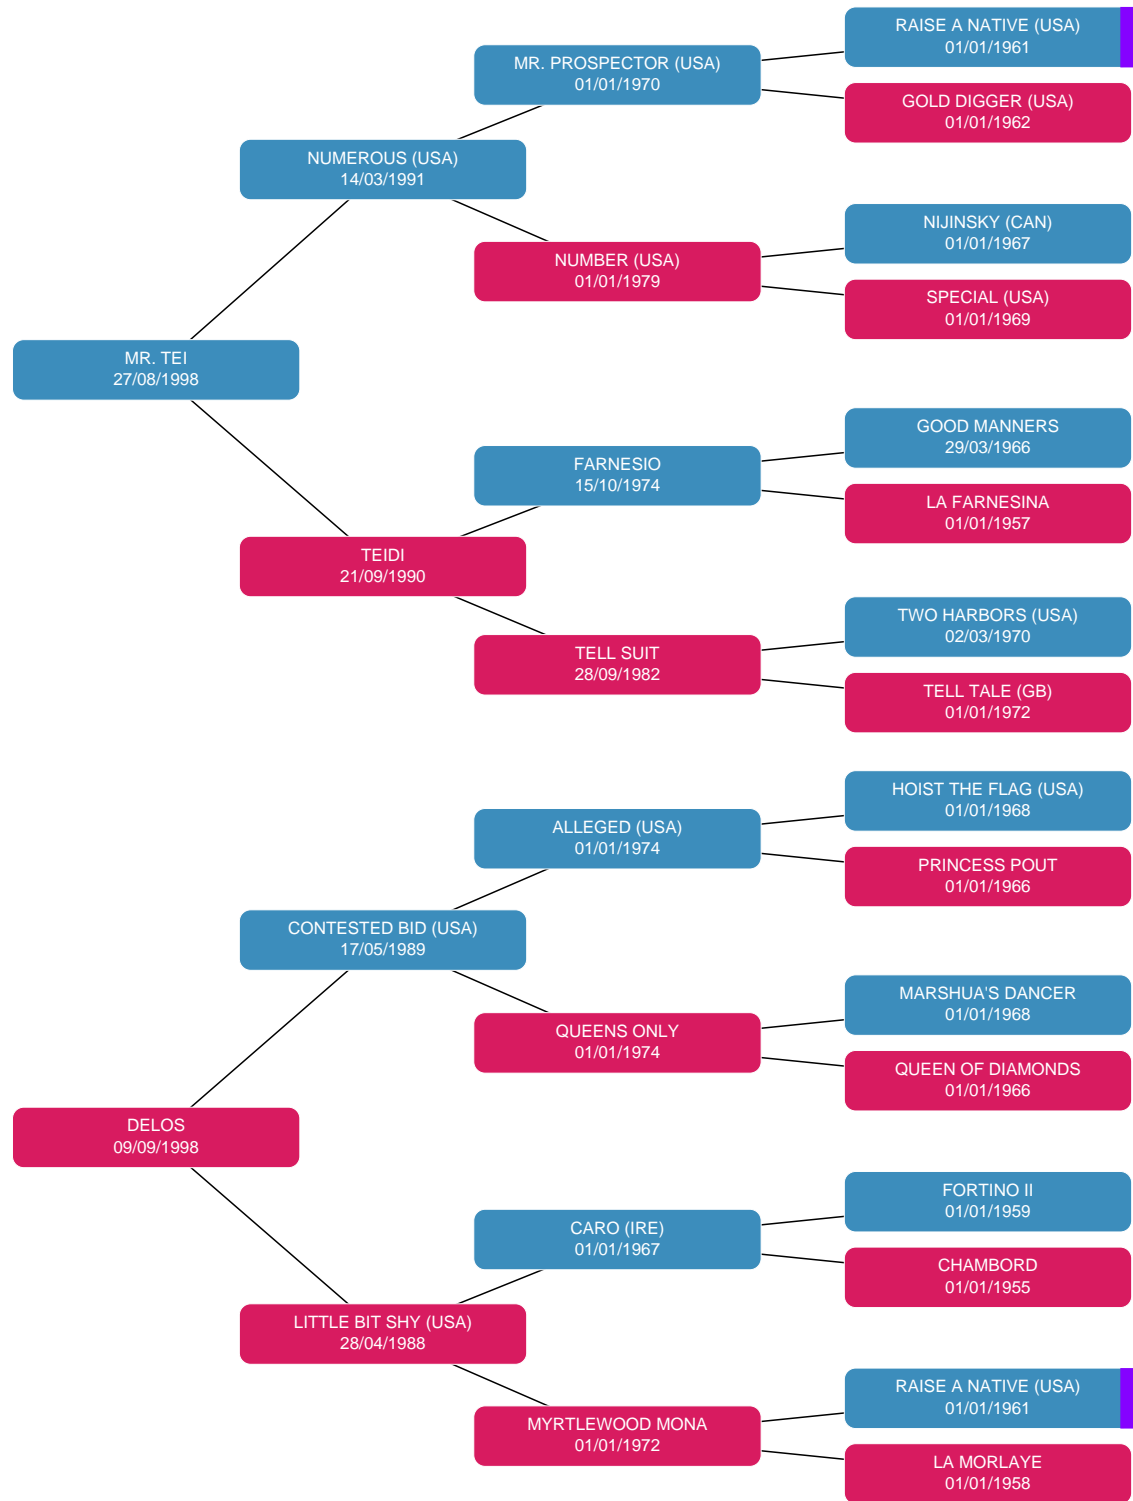 RAISE A NATIVE (USA)
01/01/1961
MR. PROSPECTOR (USA)
01/01/1970
GOLD DIGGER (USA)
01/01/1962
NUMEROUS (USA)
14/03/1991
NIJINSKY (CAN)
01/01/1967
NUMBER (USA)
01/01/1979
SPECIAL (USA)
01/01/1969
MR. TEI
27/08/1998
GOOD MANNERS
29/03/1966
FARNESIO
15/10/1974
LA FARNESINA
01/01/1957
TEIDI
21/09/1990
TWO HARBORS (USA)
02/03/1970
TELL SUIT
28/09/1982
TELL TALE (GB)
01/01/1972
HOIST THE FLAG (USA)
01/01/1968
ALLEGED (USA)
01/01/1974
PRINCESS POUT
01/01/1966
CONTESTED BID (USA)
17/05/1989
MARSHUA'S DANCER
01/01/1968
QUEENS ONLY
01/01/1974
QUEEN OF DIAMONDS
01/01/1966
DELOS
09/09/1998
FORTINO II
01/01/1959
CARO (IRE)
01/01/1967
CHAMBORD
01/01/1955
LITTLE BIT SHY (USA)
28/04/1988
RAISE A NATIVE (USA)
01/01/1961
MYRTLEWOOD MONA
01/01/1972
LA MORLAYE
01/01/1958